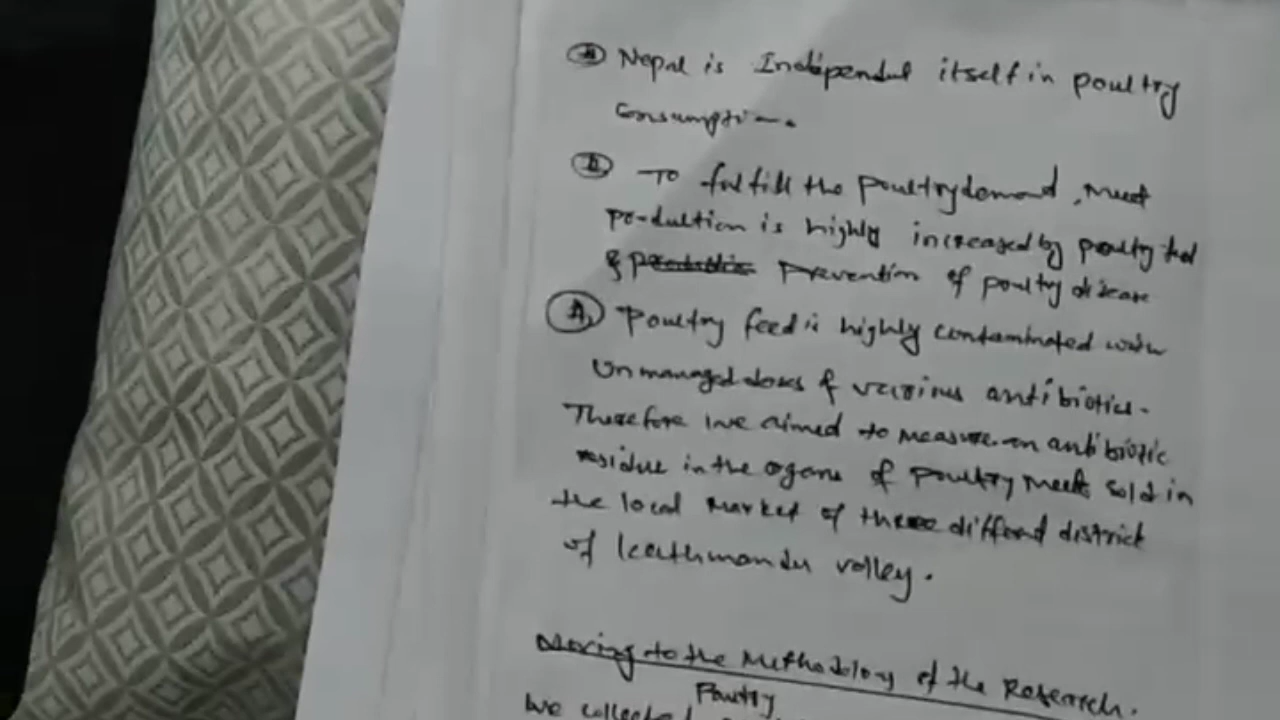 Nepal is Independent itself in poultry
Consumption.
To fulfill the poultry demand, meat
production is highly increased by poultry
& Prevention of poultry disease
A, Poultry feed is highly contaminated with
Unmanaged doses of various antibiotics.
Therefore we aimed to measure an antibiotic
residue in the organs of poultry meat sold in
the local market of three different district
of Kathmandu valley.
Moving to the Methodology of the Research.
Poultry
We collected